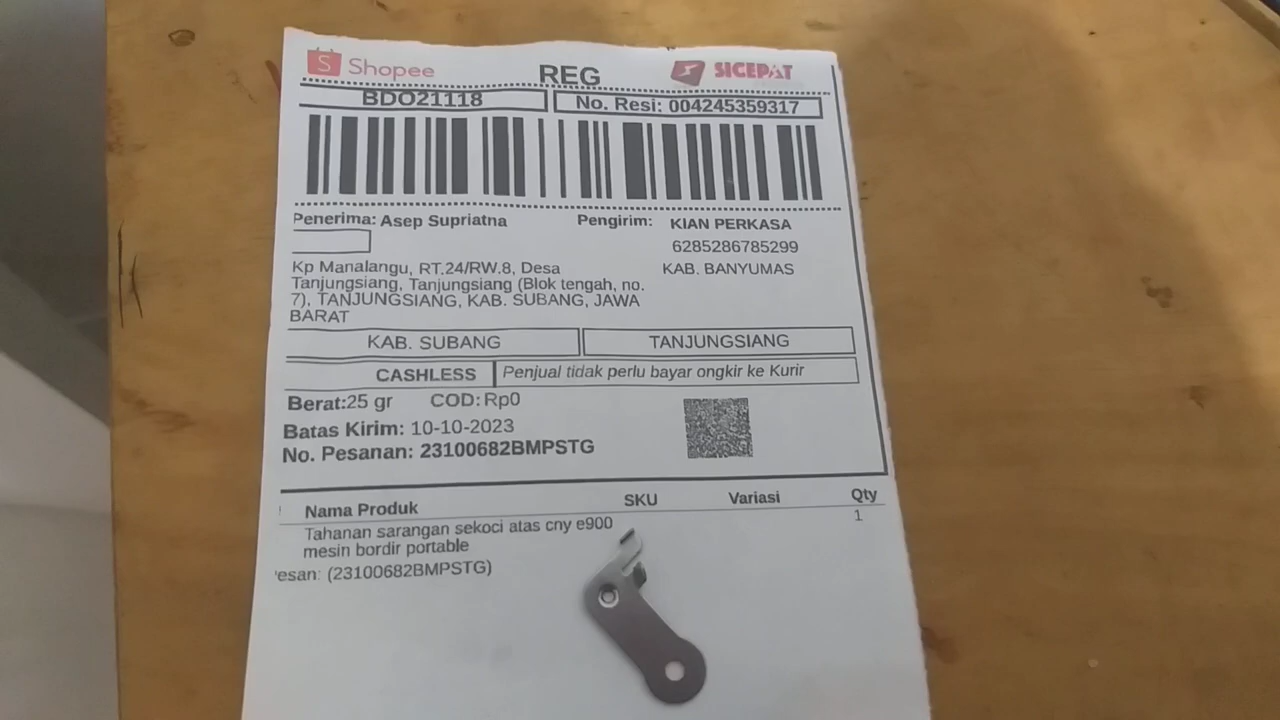 Shopee
REG
SICEPAT
BDO21118
No. Resi: 004245359317
Penerima: Asep Supriatna
Pengirim: KIAN PERKASA
6285286785299
KAB. BANYUMAS
Kp Manalangu, RT.24/RW.8, Desa
Tanjungsiang, Tanjungsiang (Blok tengah, no.
7), TANJUNGSIANG, KAB. SUBANG, JAWA
BARAT
KAB. SUBANG
TANJUNGSIANG
CASHLESS
Penjual tidak perlu bayar ongkir ke Kurir
Berat:25 gr COD:Rp0
Batas Kirim: 10-10-2023
No. Pesanan: 23100682BMPSTG
Nama Produk SKU Variasi Qty
Tahanan sarangan sekoci atas cny e900 1
mesin bordir portable
esan: (23100682BMPSTG)